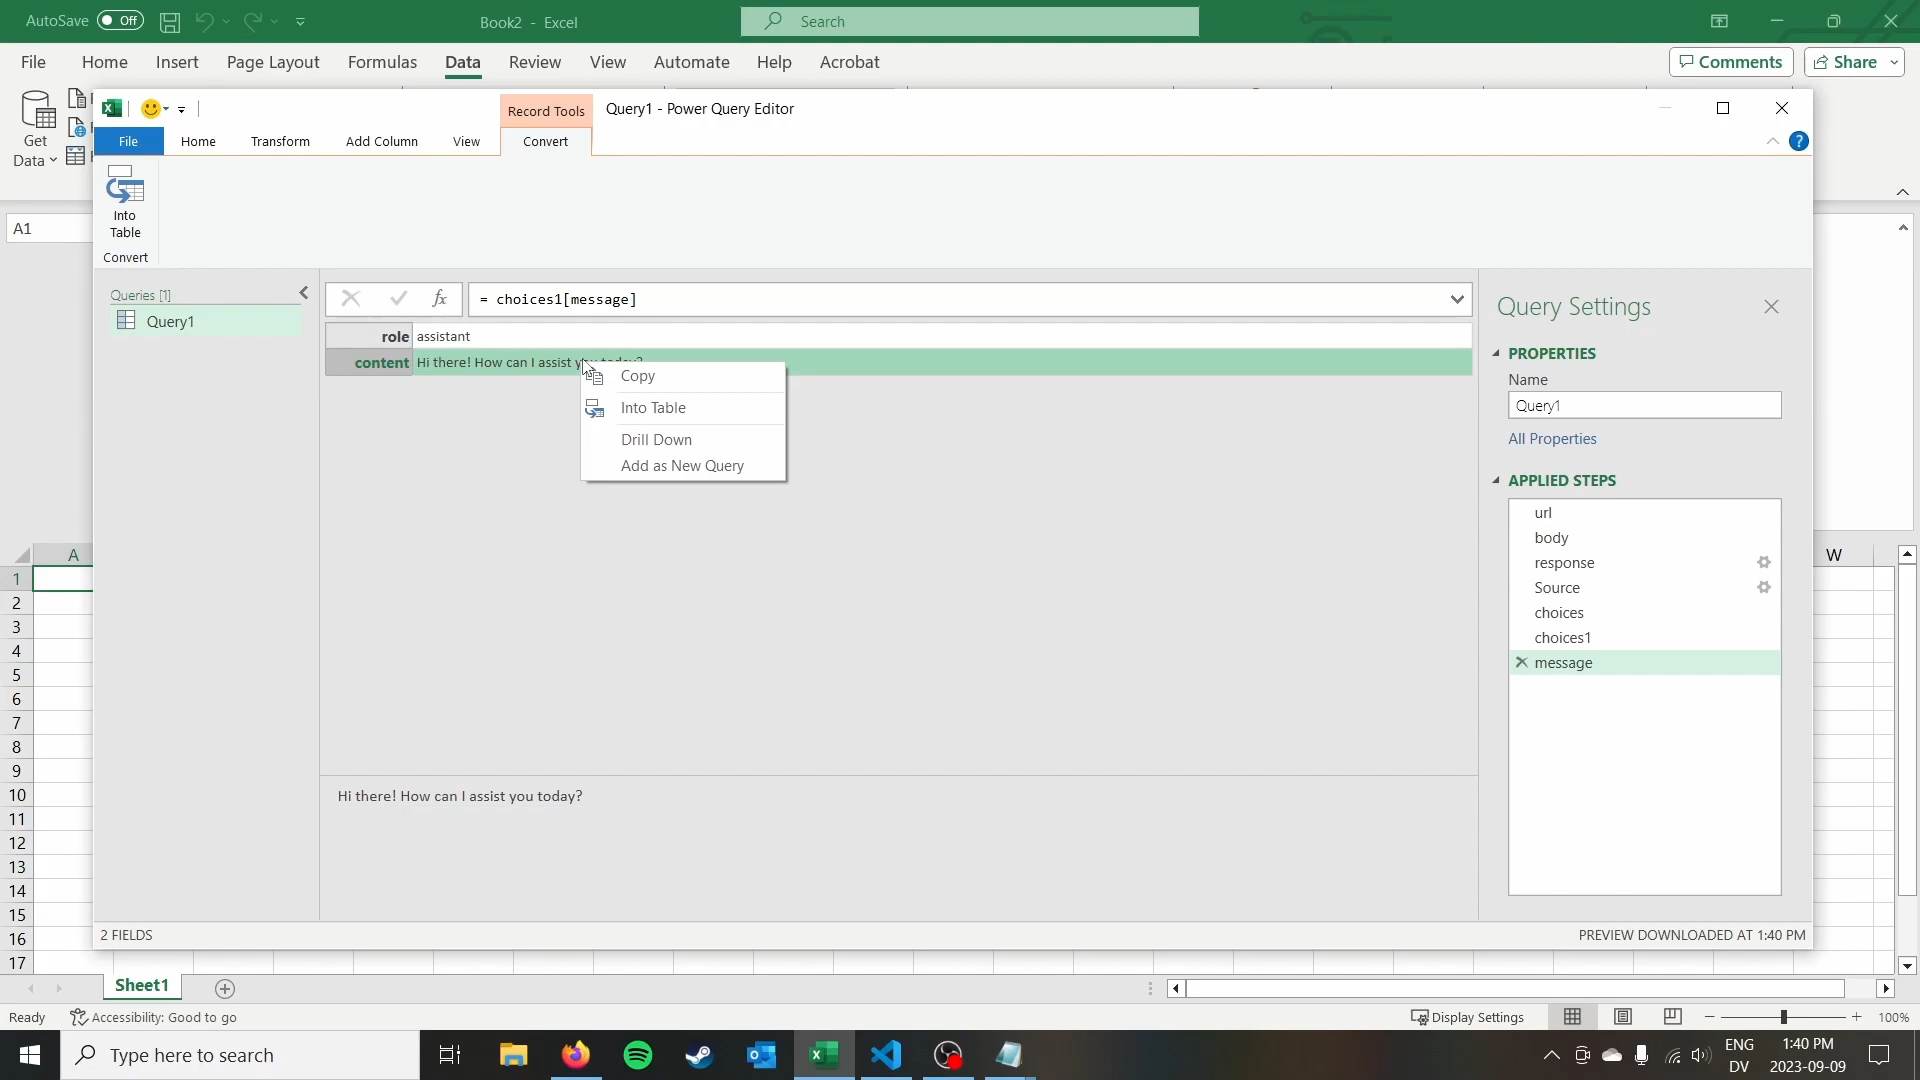 AutoSave Off
Book2 - Excel
Search
File Home Insert Page Layout Formulas Data Review View Automate Help Acrobat
Comments Share
Get
Data
Record Tools
Query1 - Power Query Editor
File Home Transform Add Column View Convert
Into
Table
Convert
A1
Queries [1]
Query1
fx
= choices1[message]
role assistant
content Hi there! How can I assist you today?
Copy
Into Table
Drill Down
Add as New Query
Hi there! How can I assist you today?
Query Settings
PROPERTIES
Name
Query1
All Properties
APPLIED STEPS
url
body
response
Source
choices
choices1
message
2 FIELDS
PREVIEW DOWNLOADED AT 1:40 PM
A
W
1
2
3
4
5
6
7
8
9
10
11
12
13
14
15
16
17
Sheet1
Ready Accessibility: Good to go
Display Settings
100%
Type here to search
ENG
DV
1:40 PM
2023-09-09